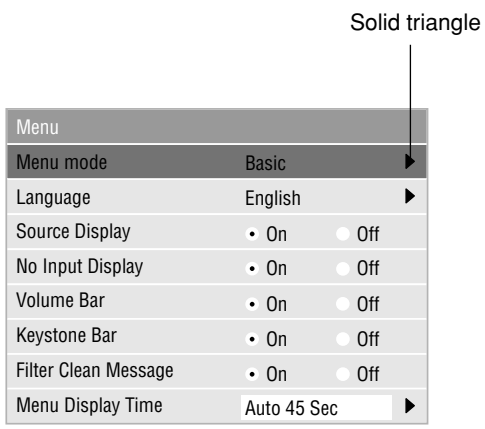 Solid triangle
Menu
Menu mode Basic
Language English
Source Display On Off
No Input Display On Off
Volume Bar On Off
Keystone Bar On Off
Filter Clean Message On Off
Menu Display Time Auto 45 Sec